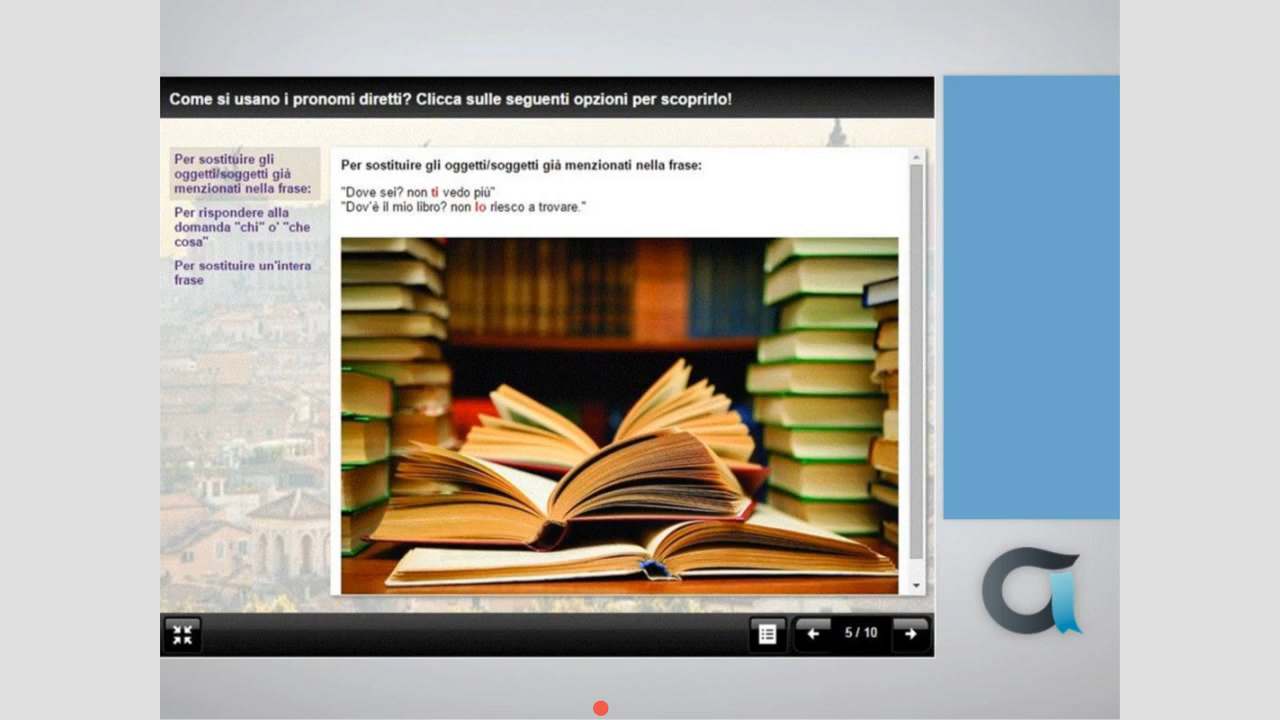 Come si usano i pronomi diretti? Clicca sulle seguenti opzioni per scoprirlo!
Per sostituire gli
oggetti/soggetti già
menzionati nella frase:
Per rispondere alla
domanda "chi" o' "che
cosa"
Per sostituire un'intera
frase
Per sostituire gli oggetti/soggetti già menzionati nella frase:
"Dove sei? non ti vedo più"
"Dov'è il mio libro? non lo riesco a trovare."
5 / 10